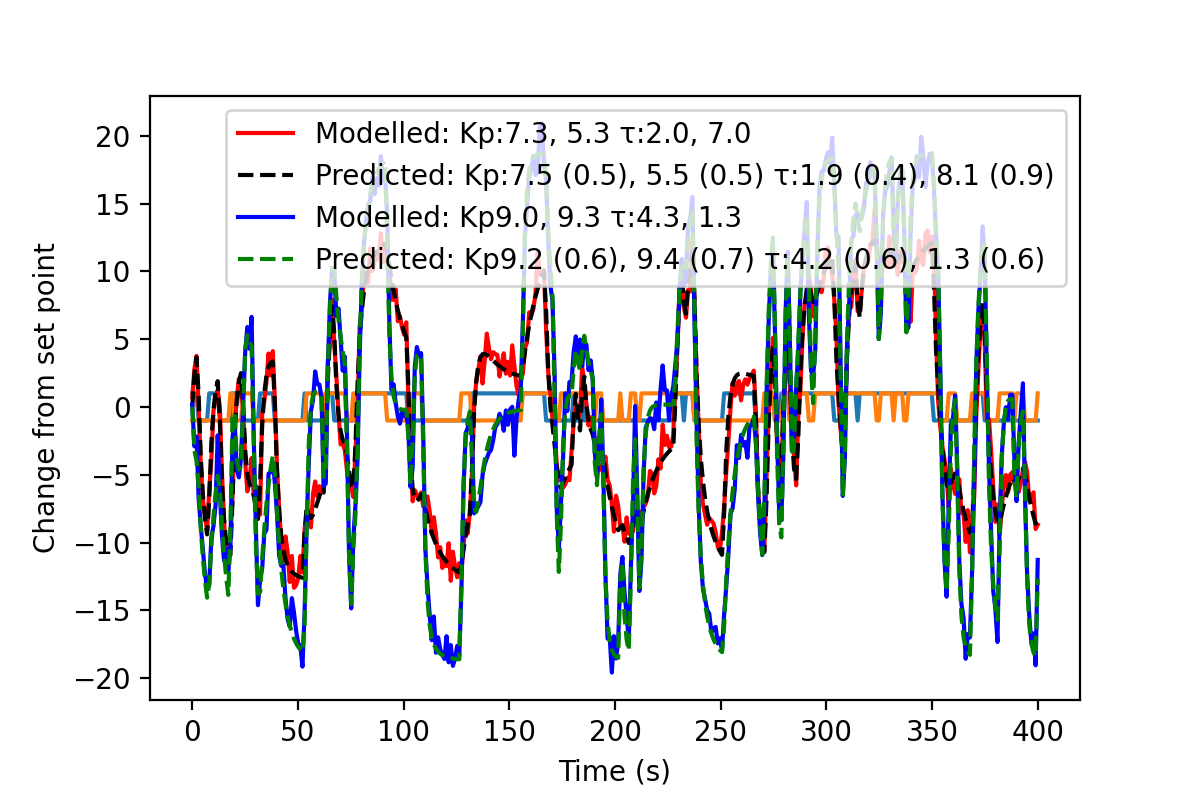 20
15
10
5
0
−5
−10
−15
−20
Change from set point
Modelled: Kp:7.3, 5.3 τ:2.0, 7.0
Predicted: Kp:7.5 (0.5), 5.5 (0.5) τ:1.9 (0.4), 8.1 (0.9)
Modelled: Kp9.0, 9.3 τ:4.3, 1.3
Predicted: Kp9.2 (0.6), 9.4 (0.7) τ:4.2 (0.6), 1.3 (0.6)
0 50 100 150 200 250 300 350 400
Time (s)